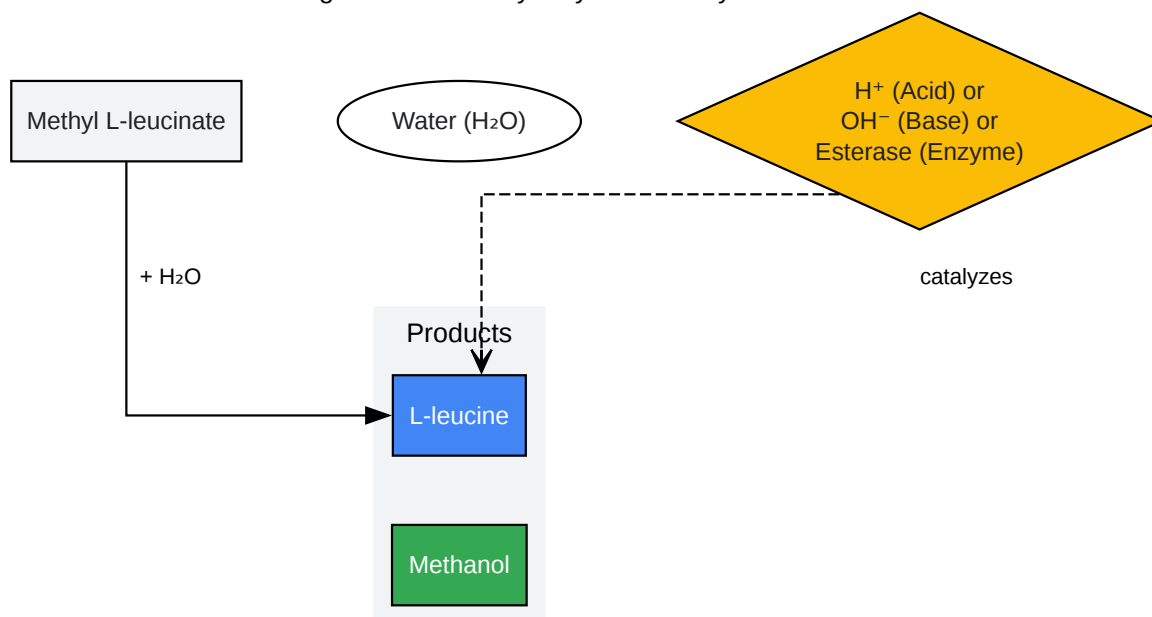 Methyl L-leucinate
Water (H₂O)
H⁺ (Acid) or
OH⁻ (Base) or
Esterase (Enzyme)
+ H₂O
catalyzes
Products
L-leucine
Methanol